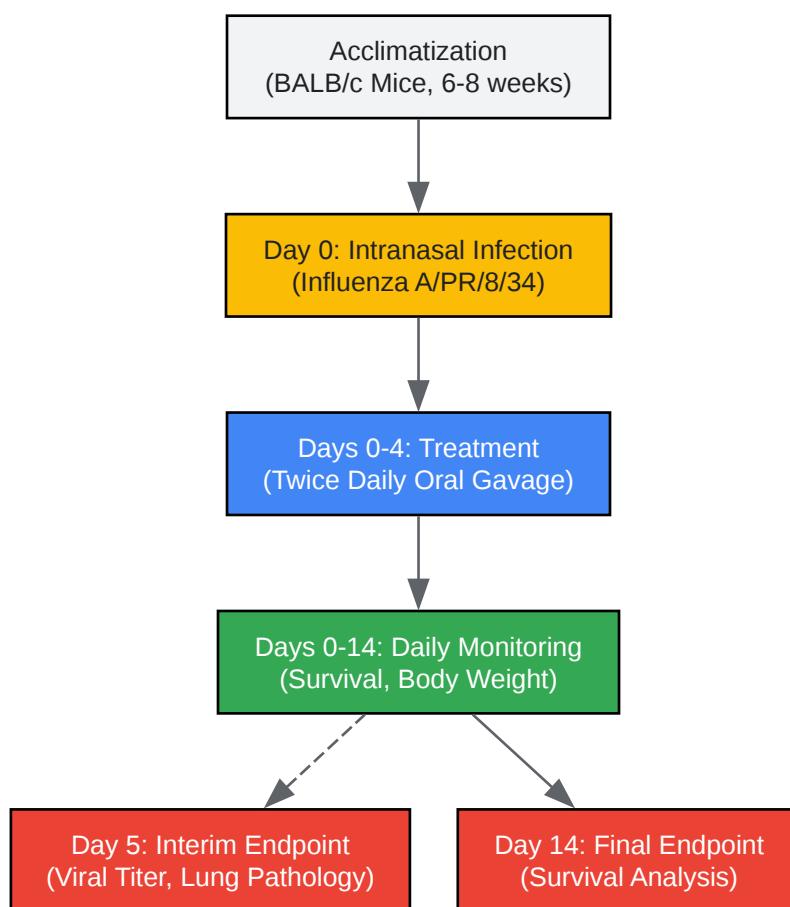 Acclimatization
(BALB/c Mice, 6-8 weeks)
Day 0: Intranasal Infection
(Influenza A/PR/8/34)
Days 0-4: Treatment
(Twice Daily Oral Gavage)
Days 0-14: Daily Monitoring
(Survival, Body Weight)
Day 5: Interim Endpoint
(Viral Titer, Lung Pathology)
Day 14: Final Endpoint
(Survival Analysis)